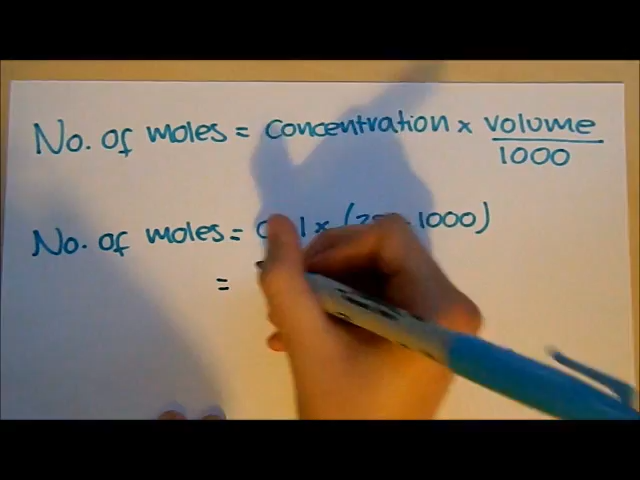 No. of moles = concentration x volume
1000
No. of moles = x ( 1000)
=